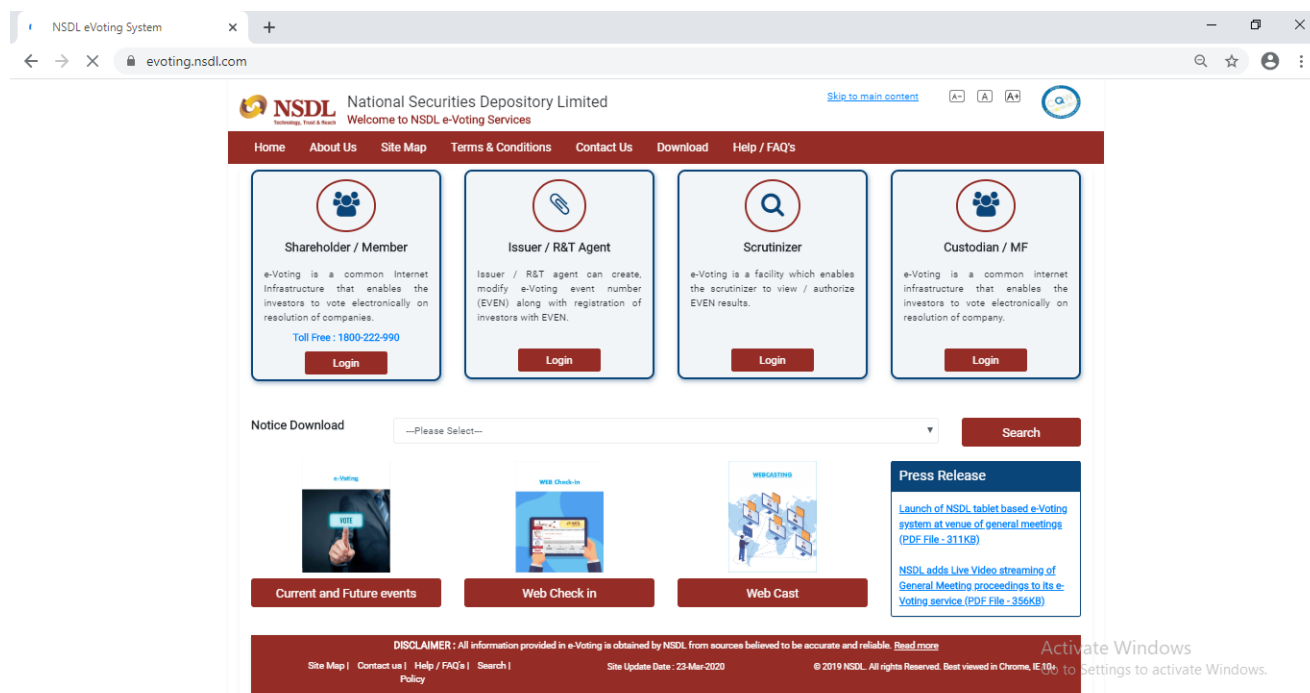 NSDL eVoting System
evoting.nsdl.com
NSDL
Technology, Trust & Reach
National Securities Depository Limited
Welcome to NSDL e-Voting Services
Skip to main content
A- A A+
Home About Us Site Map Terms & Conditions Contact Us Download Help / FAQ's
Shareholder / Member
e-Voting is a common Internet
Infrastructure that enables the
investors to vote electronically on
resolution of companies.
Toll Free : 1800-222-990
Login
Issuer / R&T Agent
Issuer / R&T agent can create,
modify e-Voting event number
(EVEN) along with registration of
investors with EVEN.
Login
Scrutinizer
e-Voting is a facility which enables
the scrutinizer to view / authorize
EVEN results.
Login
Custodian / MF
e-Voting is a common internet
infrastructure that enables the
investors to vote electronically on
resolution of company.
Login
Notice Download
---Please Select---
Search
e-Voting
VOTE
Current and Future events
WEB Check-in
Web Check in
WEBCASTING
Web Cast
Press Release
Launch of NSDL tablet based e-Voting
system at venue of general meetings
(PDF File - 311KB)
NSDL adds Live Video streaming of
General Meeting proceedings to its e-
Voting service (PDF File - 356KB)
DISCLAIMER : All information provided in e-Voting is obtained by NSDL from sources believed to be accurate and reliable. Read more
Site Map | Contact us | Help / FAQ's | Search |
Policy
Site Update Date : 23-Mar-2020
© 2019 NSDL. All rights Reserved. Best viewed in Chrome, IE 10+
Activate Windows
Go to Settings to activate Windows.